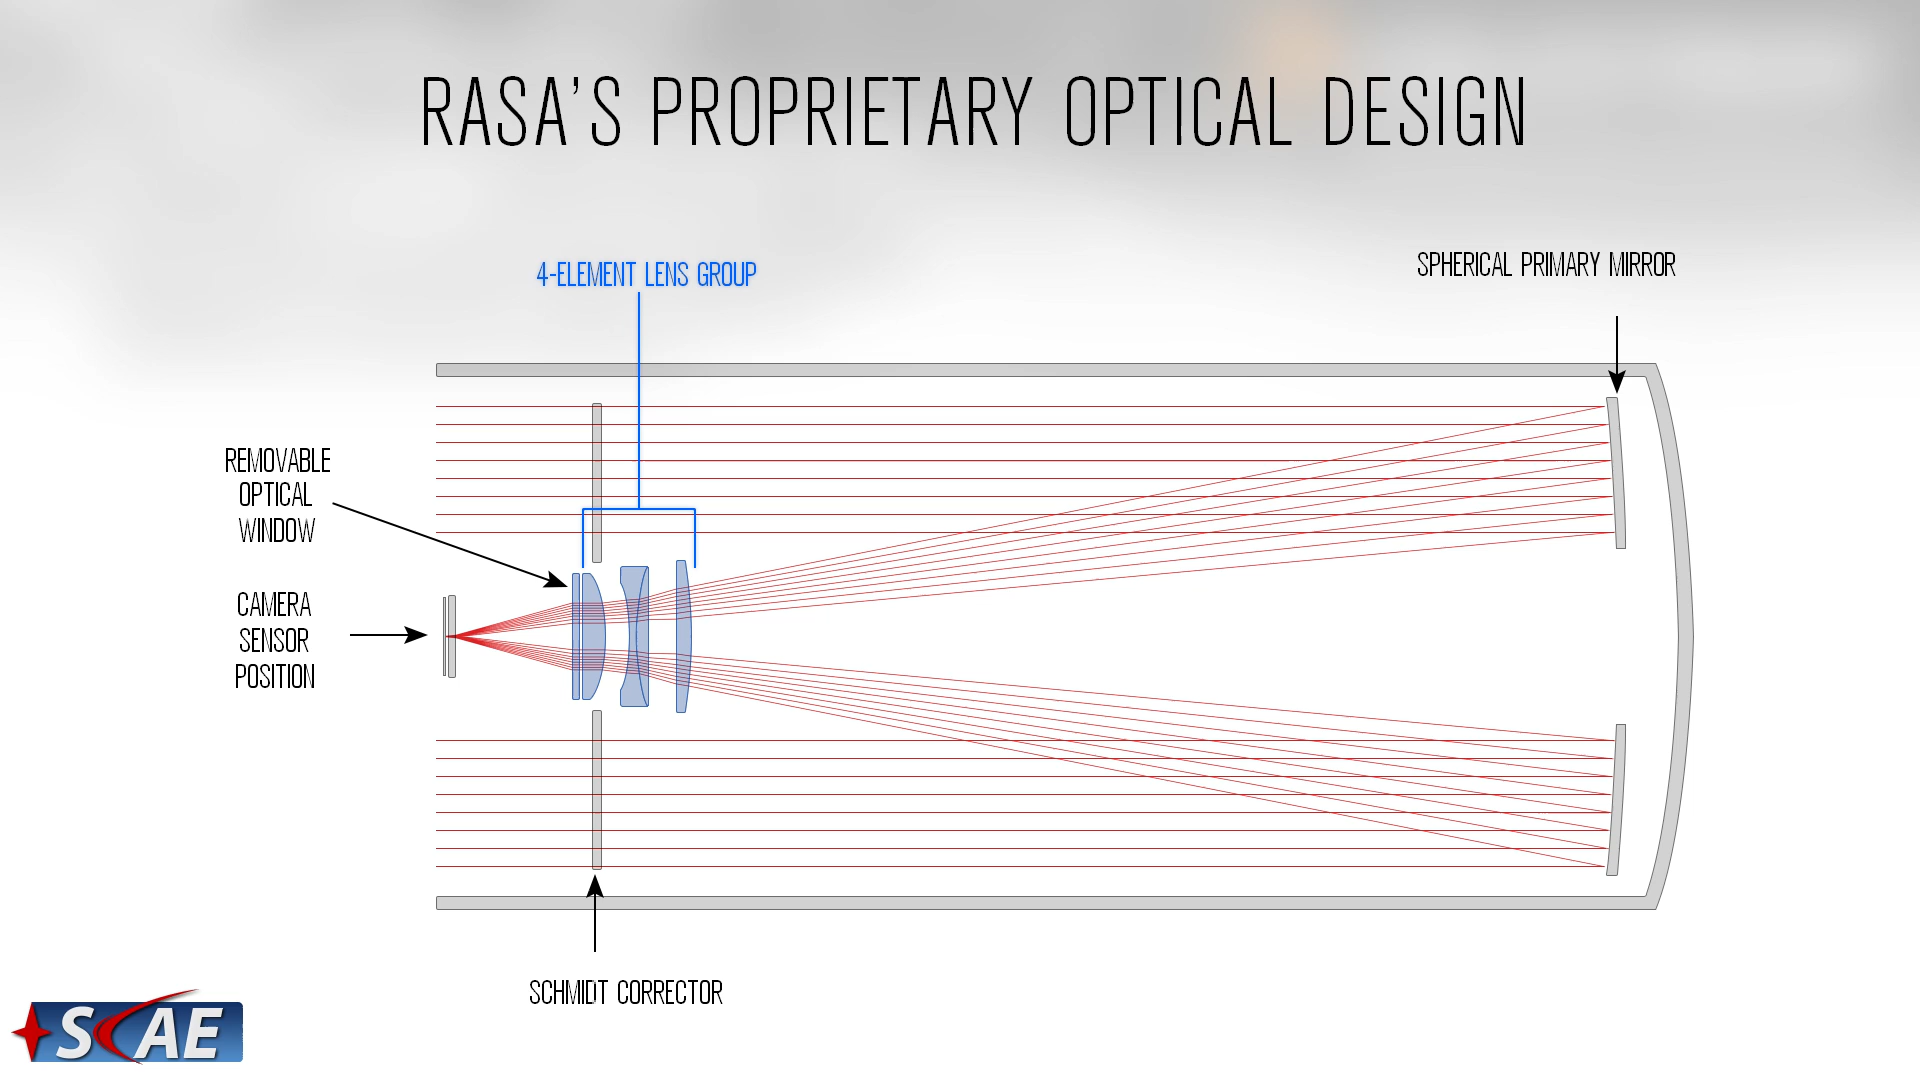 RASA'S PROPRIETARY OPTICAL DESIGN
4-ELEMENT LENS GROUP
SPHERICAL PRIMARY MIRROR
REMOVABLE
OPTICAL
WINDOW
CAMERA
SENSOR
POSITION
SCHMIDT CORRECTOR
SCAE